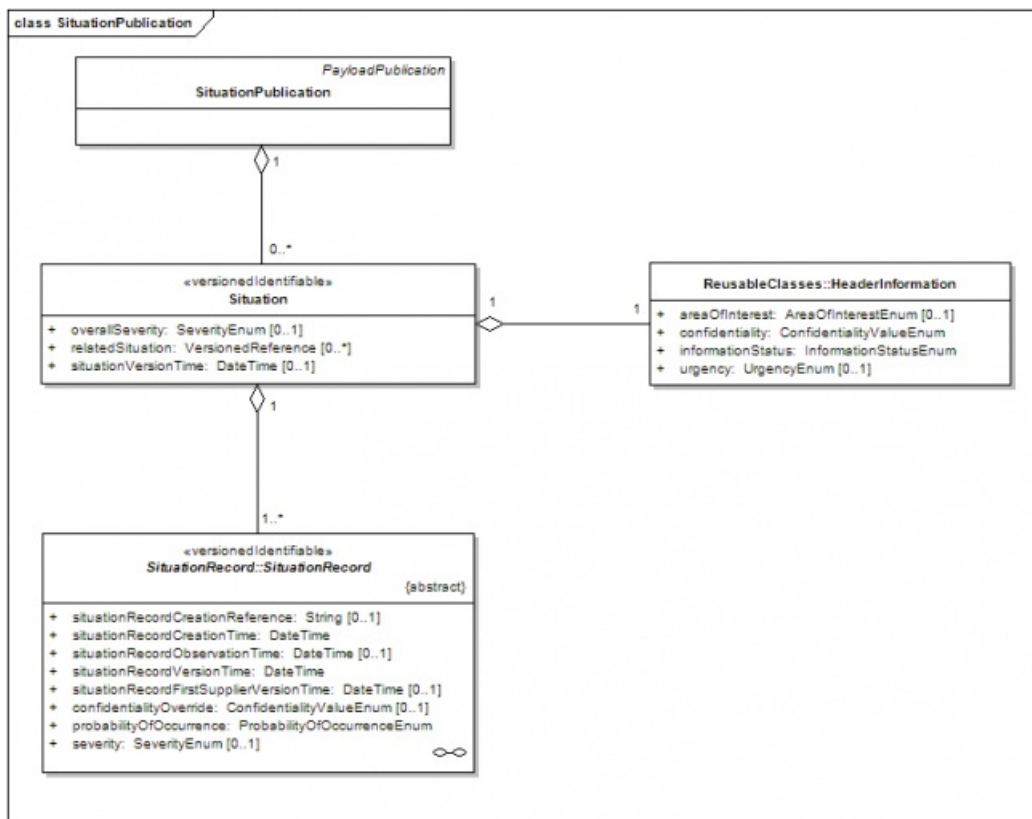 class SituationPublication
PayloadPublication
SituationPublication
1
0..*
«versionedIdentifiable»
Situation
+ overallSeverity: SeverityEnum [0..1]
+ relatedSituation: VersionedReference [0..*]
+ situationVersionTime: DateTime [0..1]
1
1
ReusableClasses::HeaderInformation
+ areaOfInterest: AreaOfInterestEnum [0..1]
+ confidentiality: ConfidentialityValueEnum
+ informationStatus: InformationStatusEnum
+ urgency: UrgencyEnum [0..1]
1
1..*
«versionedIdentifiable»
SituationRecord::SituationRecord
{abstract}
+ situationRecordCreationReference: String [0..1]
+ situationRecordCreationTime: DateTime
+ situationRecordObservationTime: DateTime [0..1]
+ situationRecordVersionTime: DateTime
+ situationRecordFirstSupplierVersionTime: DateTime [0..1]
+ confidentialityOverride: ConfidentialityValueEnum [0..1]
+ probabilityOfOccurrence: ProbabilityOfOccurrenceEnum
+ severity: SeverityEnum [0..1]